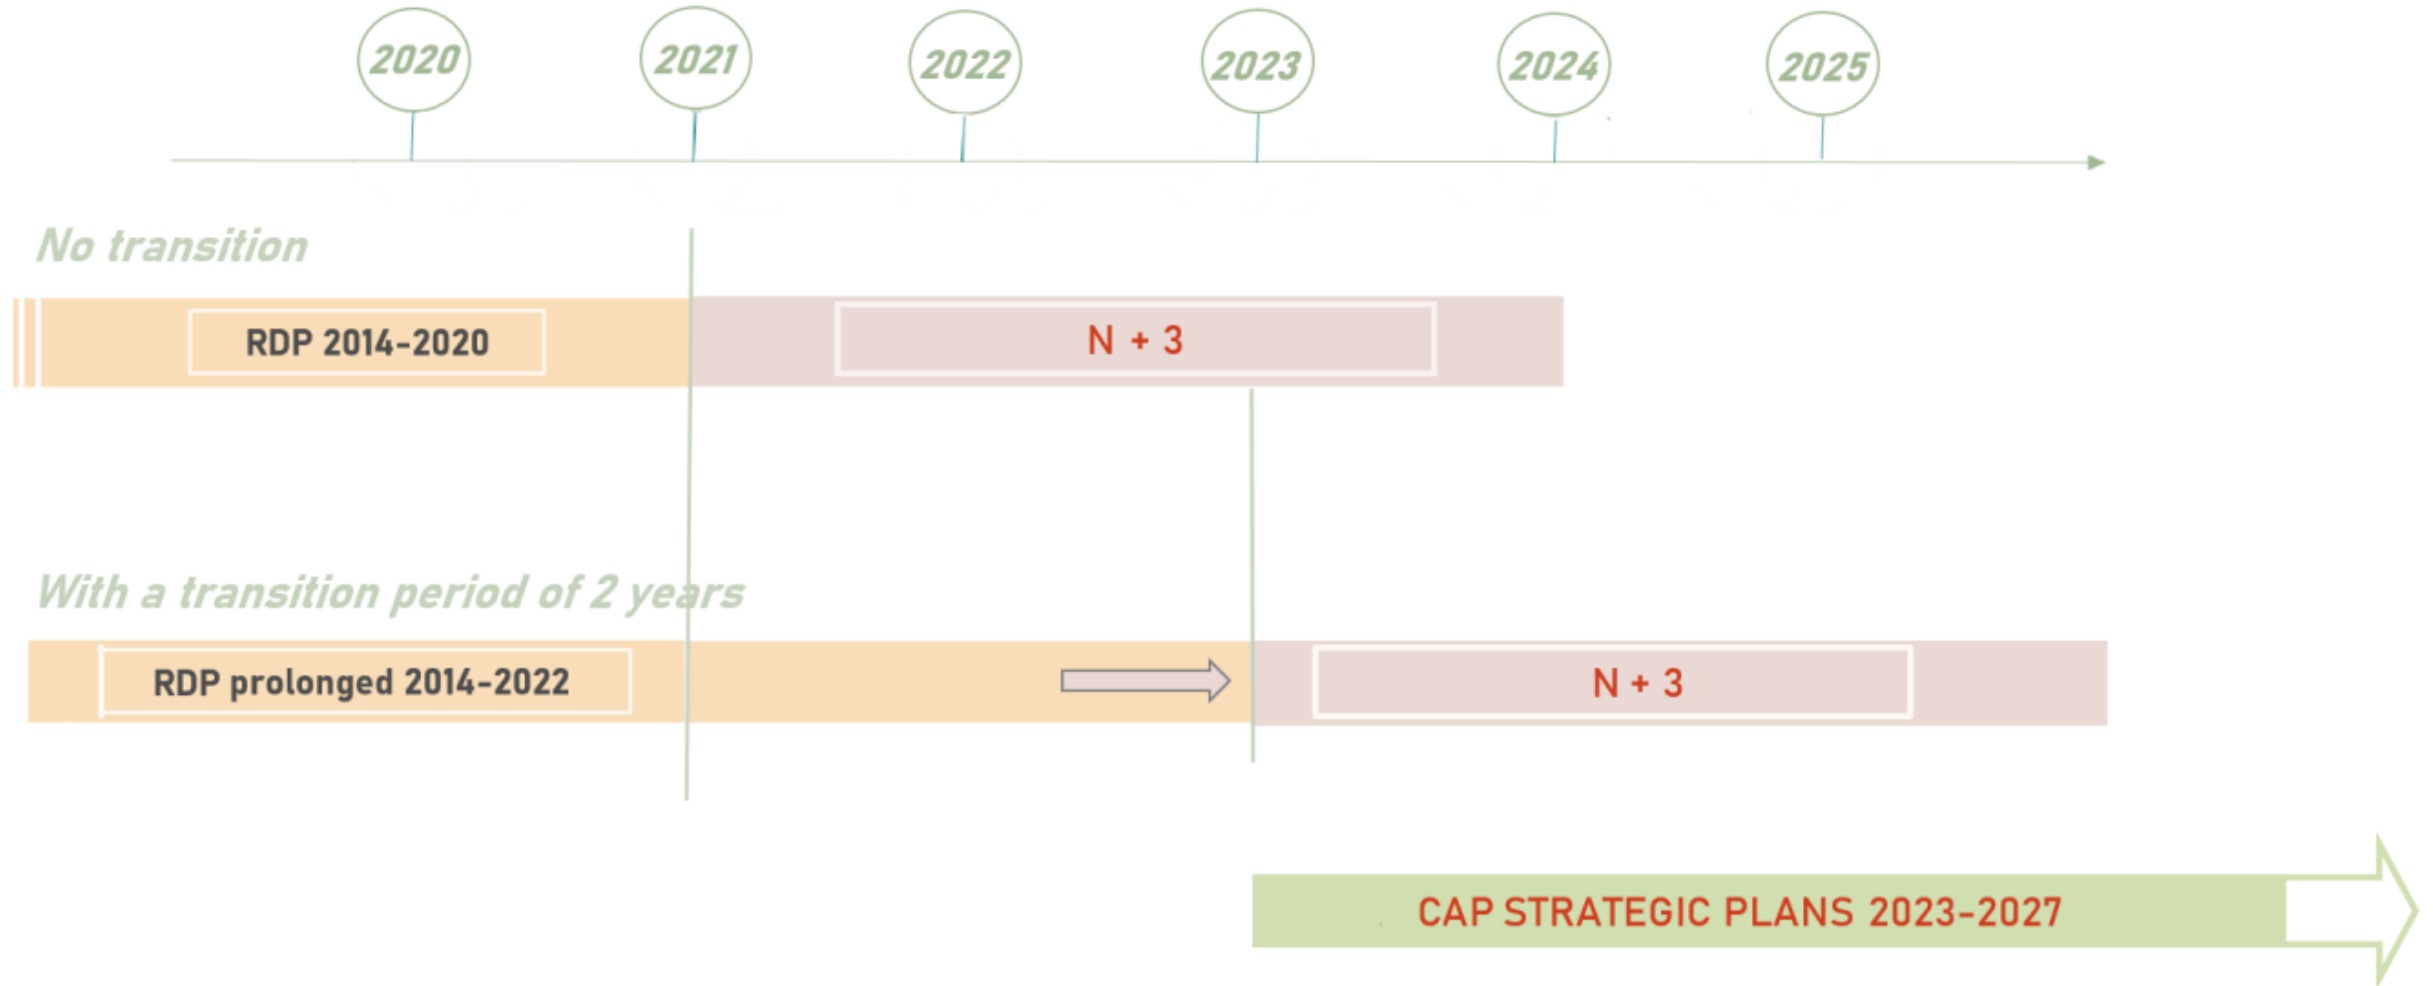 2020
2021
2022
2023
2024
2025
No transition
RDP 2014-2020
N + 3
With a transition period of 2 years
RDP prolonged 2014-2022
N + 3
CAP STRATEGIC PLANS 2023-2027